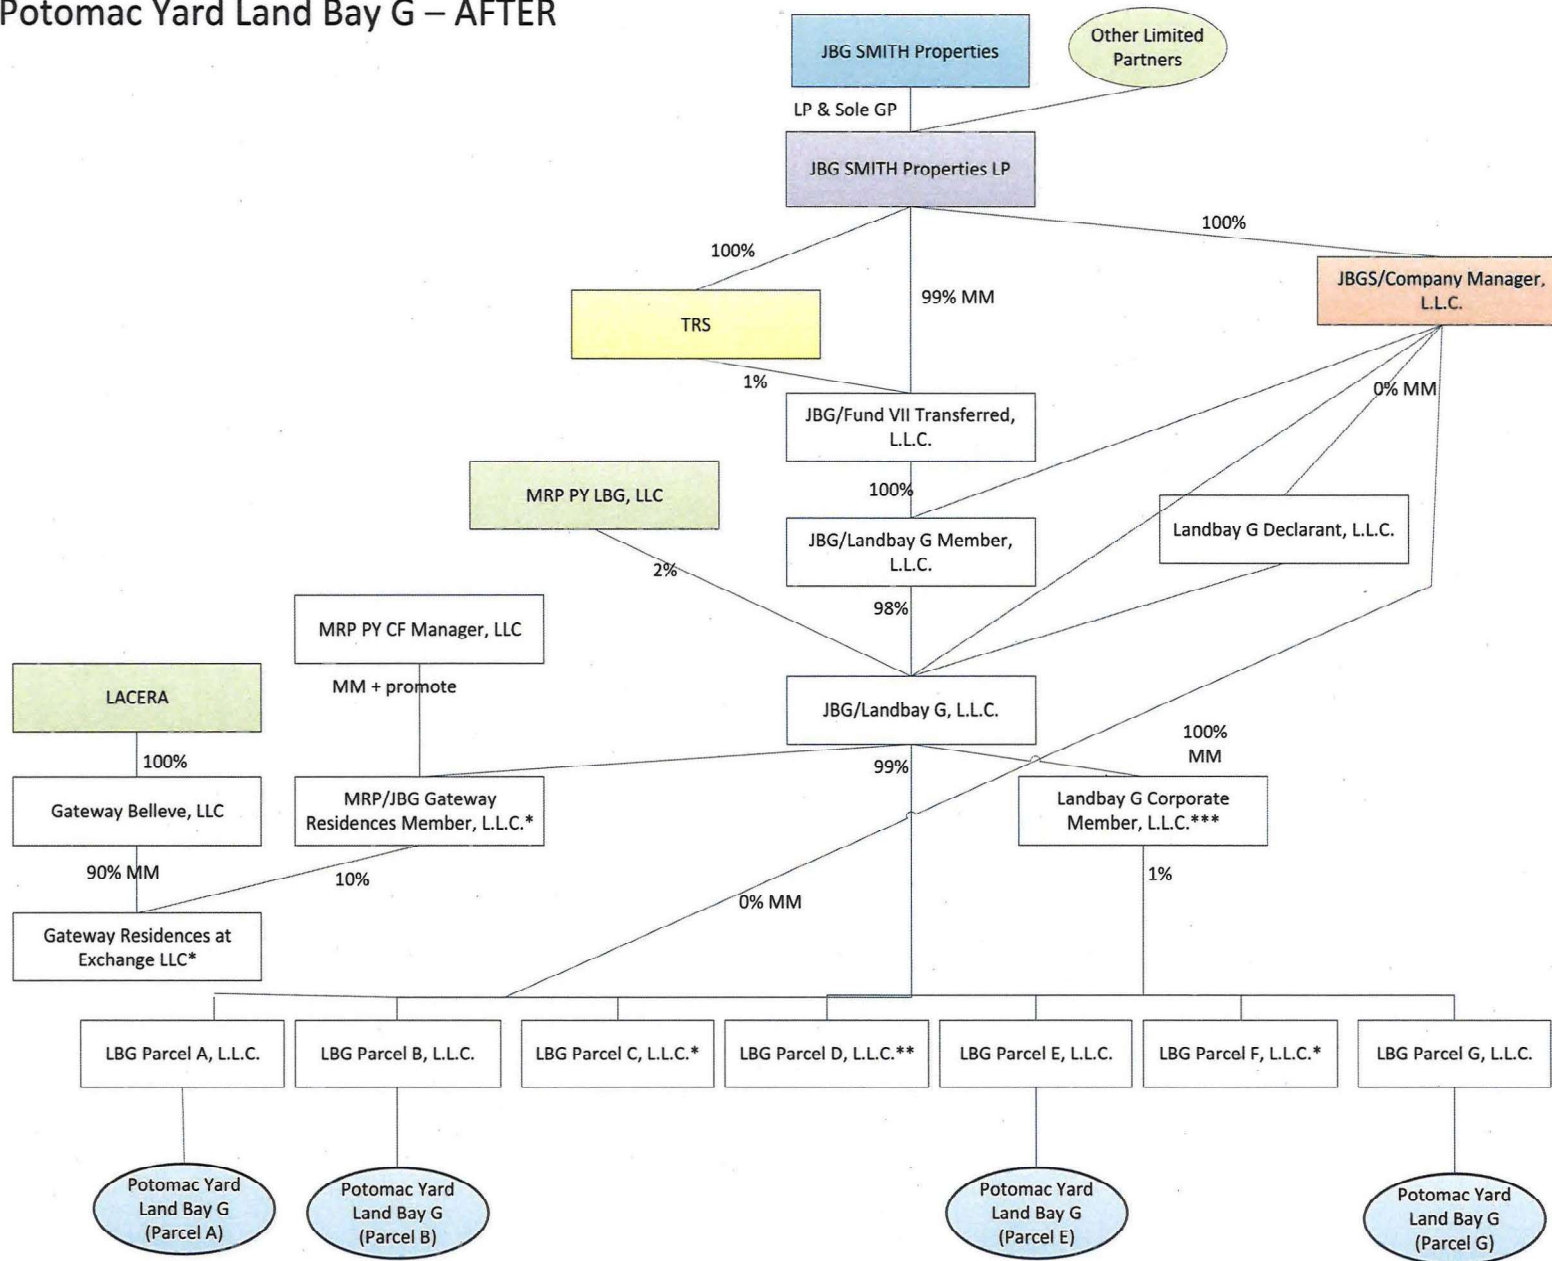 Potomac Yard Land Bay G – AFTER
JBG SMITH Properties
Other Limited
Partners
LP & Sole GP
JBG SMITH Properties LP
100%
100%
99% MM
JBGS/Company Manager,
L.L.C.
TRS
1%
0% MM
JBG/Fund VII Transferred,
L.L.C.
100%
MRP PY LBG, LLC
2%
JBG/Landbay G Member,
L.L.C.
Landbay G Declarant, L.L.C.
98%
MRP PY CF Manager, LLC
MM + promote
LACERA
100%
JBG/Landbay G, L.L.C.
99%
100%
MM
Gateway Belleve, LLC
MRP/JBG Gateway
Residences Member, L.L.C.*
Landbay G Corporate
Member, L.L.C.***
90% MM
10%
1%
0% MM
Gateway Residences at
Exchange LLC*
LBG Parcel A, L.L.C.
LBG Parcel B, L.L.C.
LBG Parcel C, L.L.C.*
LBG Parcel D, L.L.C.**
LBG Parcel E, L.L.C.
LBG Parcel F, L.L.C.*
LBG Parcel G, L.L.C.
Potomac Yard
Land Bay G
(Parcel A)
Potomac Yard
Land Bay G
(Parcel B)
Potomac Yard
Land Bay G
(Parcel E)
Potomac Yard
Land Bay G
(Parcel G)